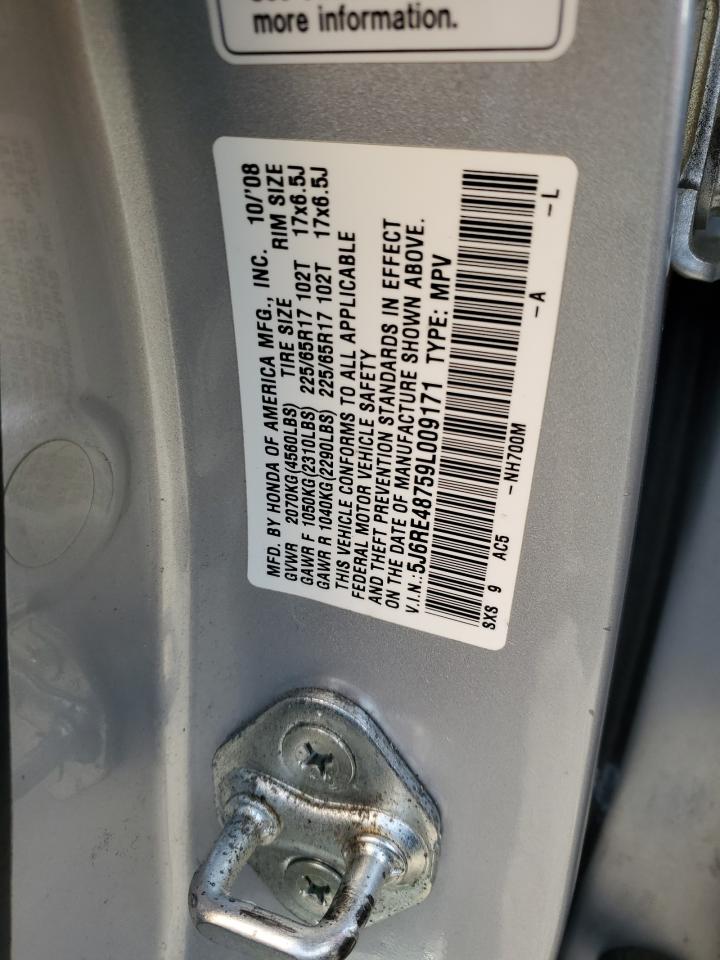 more information.
MFD. BY HONDA OF AMERICA MFG., INC. 10/'08
GVWR 2070KG(4560LBS) TIRE SIZE RIM SIZE
GAWR F 1050KG(2310LBS) 225/65R17 102T 17x6.5J
GAWR R 1040KG(2290LBS) 225/65R17 102T 17x6.5J
THIS VEHICLE CONFORMS TO ALL APPLICABLE
FEDERAL MOTOR VEHICLE SAFETY
AND THEFT PREVENTION STANDARDS IN EFFECT
ON THE DATE OF MANUFACTURE SHOWN ABOVE.
V.I.N.:5J6RE48759L009171 TYPE: MPV
SXS 9 AC5 -NH700M -A -L